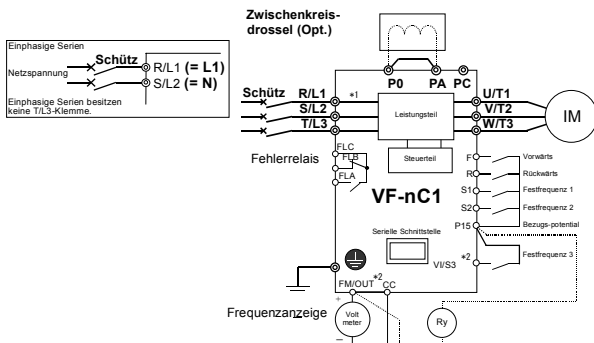 Zwischenkreis-
drossel (Opt.)
Einphasige Serien
Schütz
R/L1 (= L1)
Netzspannung
S/L2 (= N)
Einphasige Serien besitzen
keine T/L3-Klemme.
P0
PA
PC
Schütz
R/L1
*1
U/T1
S/L2
Leistungsteil
V/T2
IM
T/L3
W/T3
FLC
Fehlerrelais
FLB
Steuerteil
F
Vorwärts
FLA
R
Rückwärts
VF-nC1
S1
Festfrequenz 1
S2
Festfrequenz 2
P15
Bezugs-potential
Serielle Schnittstelle
*2
Festfrequenz 3
VI/S3
FM/OUT
*2
CC
+
Frequenzanzeige
Volt
meter
Ry
−